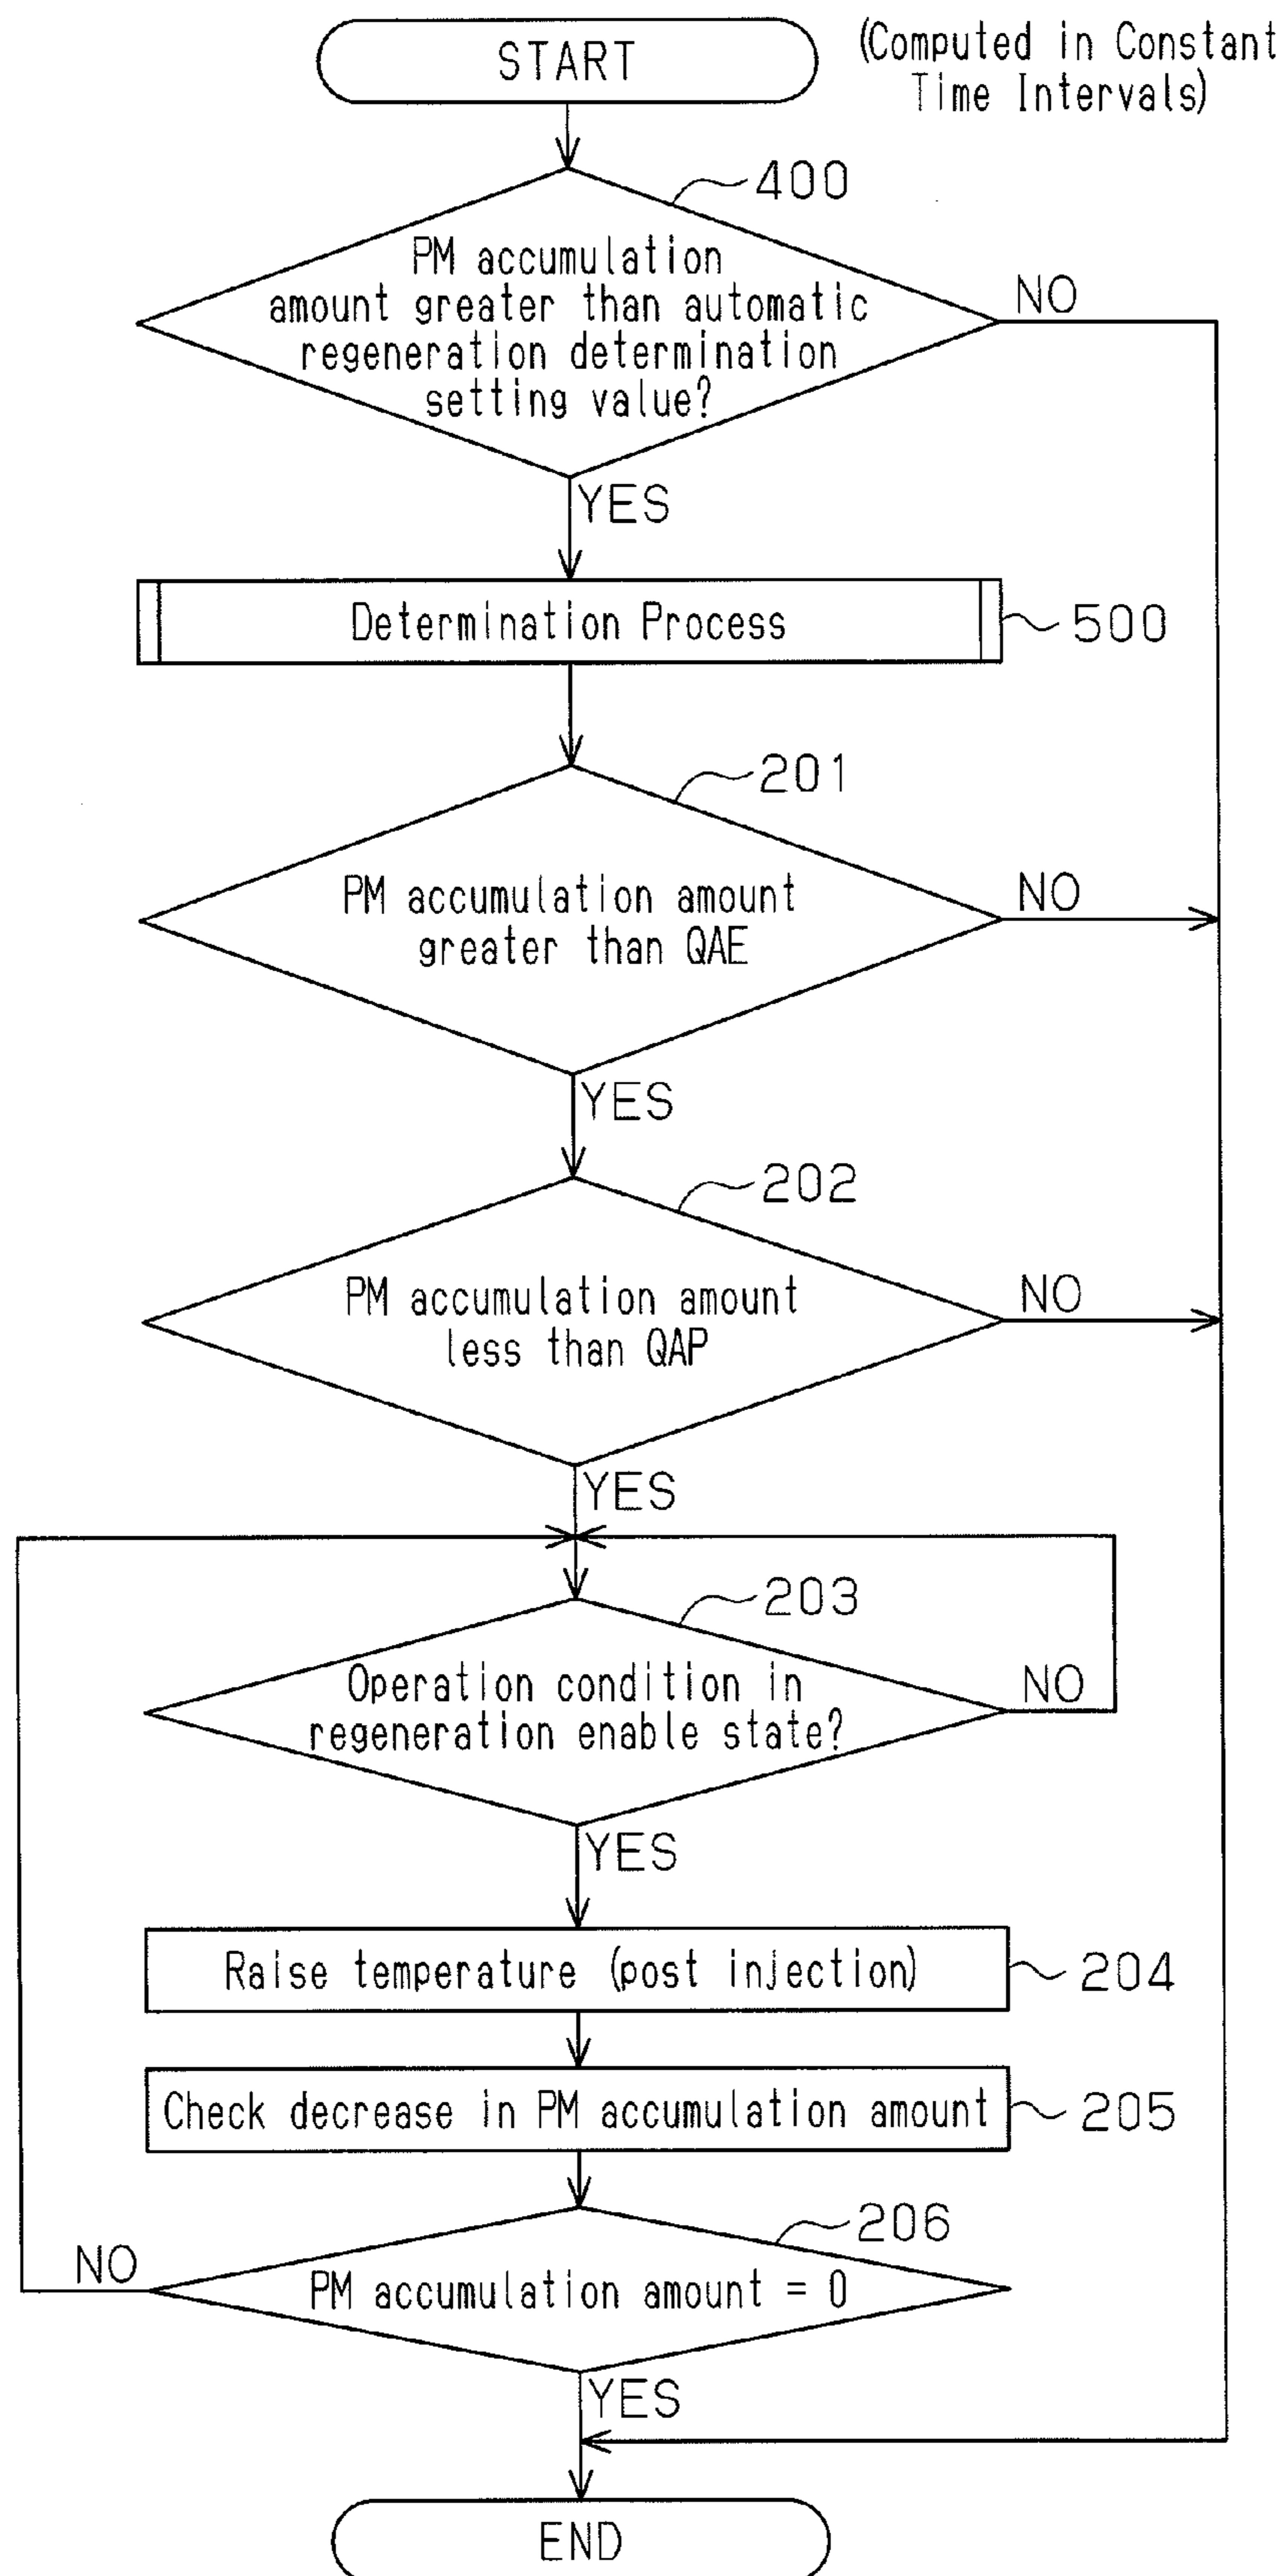 START
(Computed in Constant
Time Intervals)
400
PM accumulation
amount greater than automatic
regeneration determination
setting value?
NO
YES
Determination Process
500
201
PM accumulation amount
greater than QAE
NO
YES
202
PM accumulation amount
less than QAP
NO
YES
203
Operation condition in
regeneration enable state?
NO
YES
Raise temperature (post injection)
204
Check decrease in PM accumulation amount
205
206
NO
PM accumulation amount = 0
YES
END